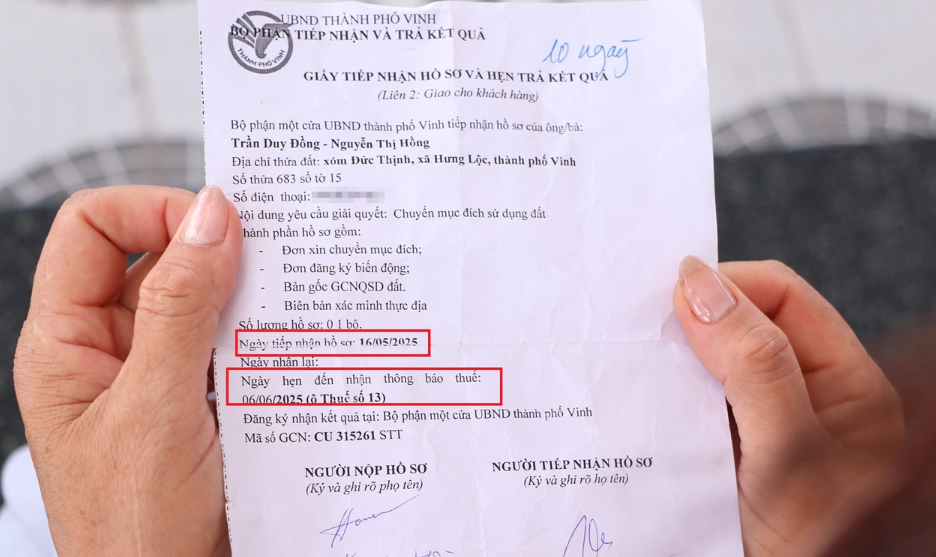 UBND THÀNH PHỐ VINH
BỘ PHẬN TIẾP NHẬN VÀ TRẢ KẾT QUẢ
THÀNH PHỐ VINH
10 ngày
GIẤY TIẾP NHẬN HỒ SƠ VÀ HẸN TRẢ KẾT QUẢ
(Liên 2: Giao cho khách hàng)
Bộ phận một cửa UBND thành phố Vinh tiếp nhận hồ sơ của ông/bà:
Trần Duy Đồng - Nguyễn Thị Hồng
Địa chỉ thửa đất: xóm Đức Thịnh, xã Hưng Lộc, thành phố Vinh
Số thửa 683 số tờ 15
Số điện thoại:
Nội dung yêu cầu giải quyết: Chuyển mục đích sử dụng đất
hành phần hồ sơ gồm:
- Đơn xin chuyển mục đích;
- Đơn đăng ký biến động;
- Bản gốc GCNQSD đất.
- Biên bản xác minh thực địa
Số lượng hồ sơ: 0 1 bộ.
Ngày tiếp nhận hồ sơ: 16/05/2025
Ngày nhận lại:
Ngày hẹn đến nhận thông báo thuế:
06/06/2025 (ô Thuế số 13)
Đăng ký nhận kết quả tại: Bộ phận một cửa UBND thành phố Vinh
Mã số GCN: CU 315261 STT
NGƯỜI NỘP HỒ SƠ
(Ký và ghi rõ phọ tên)
NGƯỜI TIẾP NHẬN HỒ SƠ
(Ký và ghi rõ họ tên)